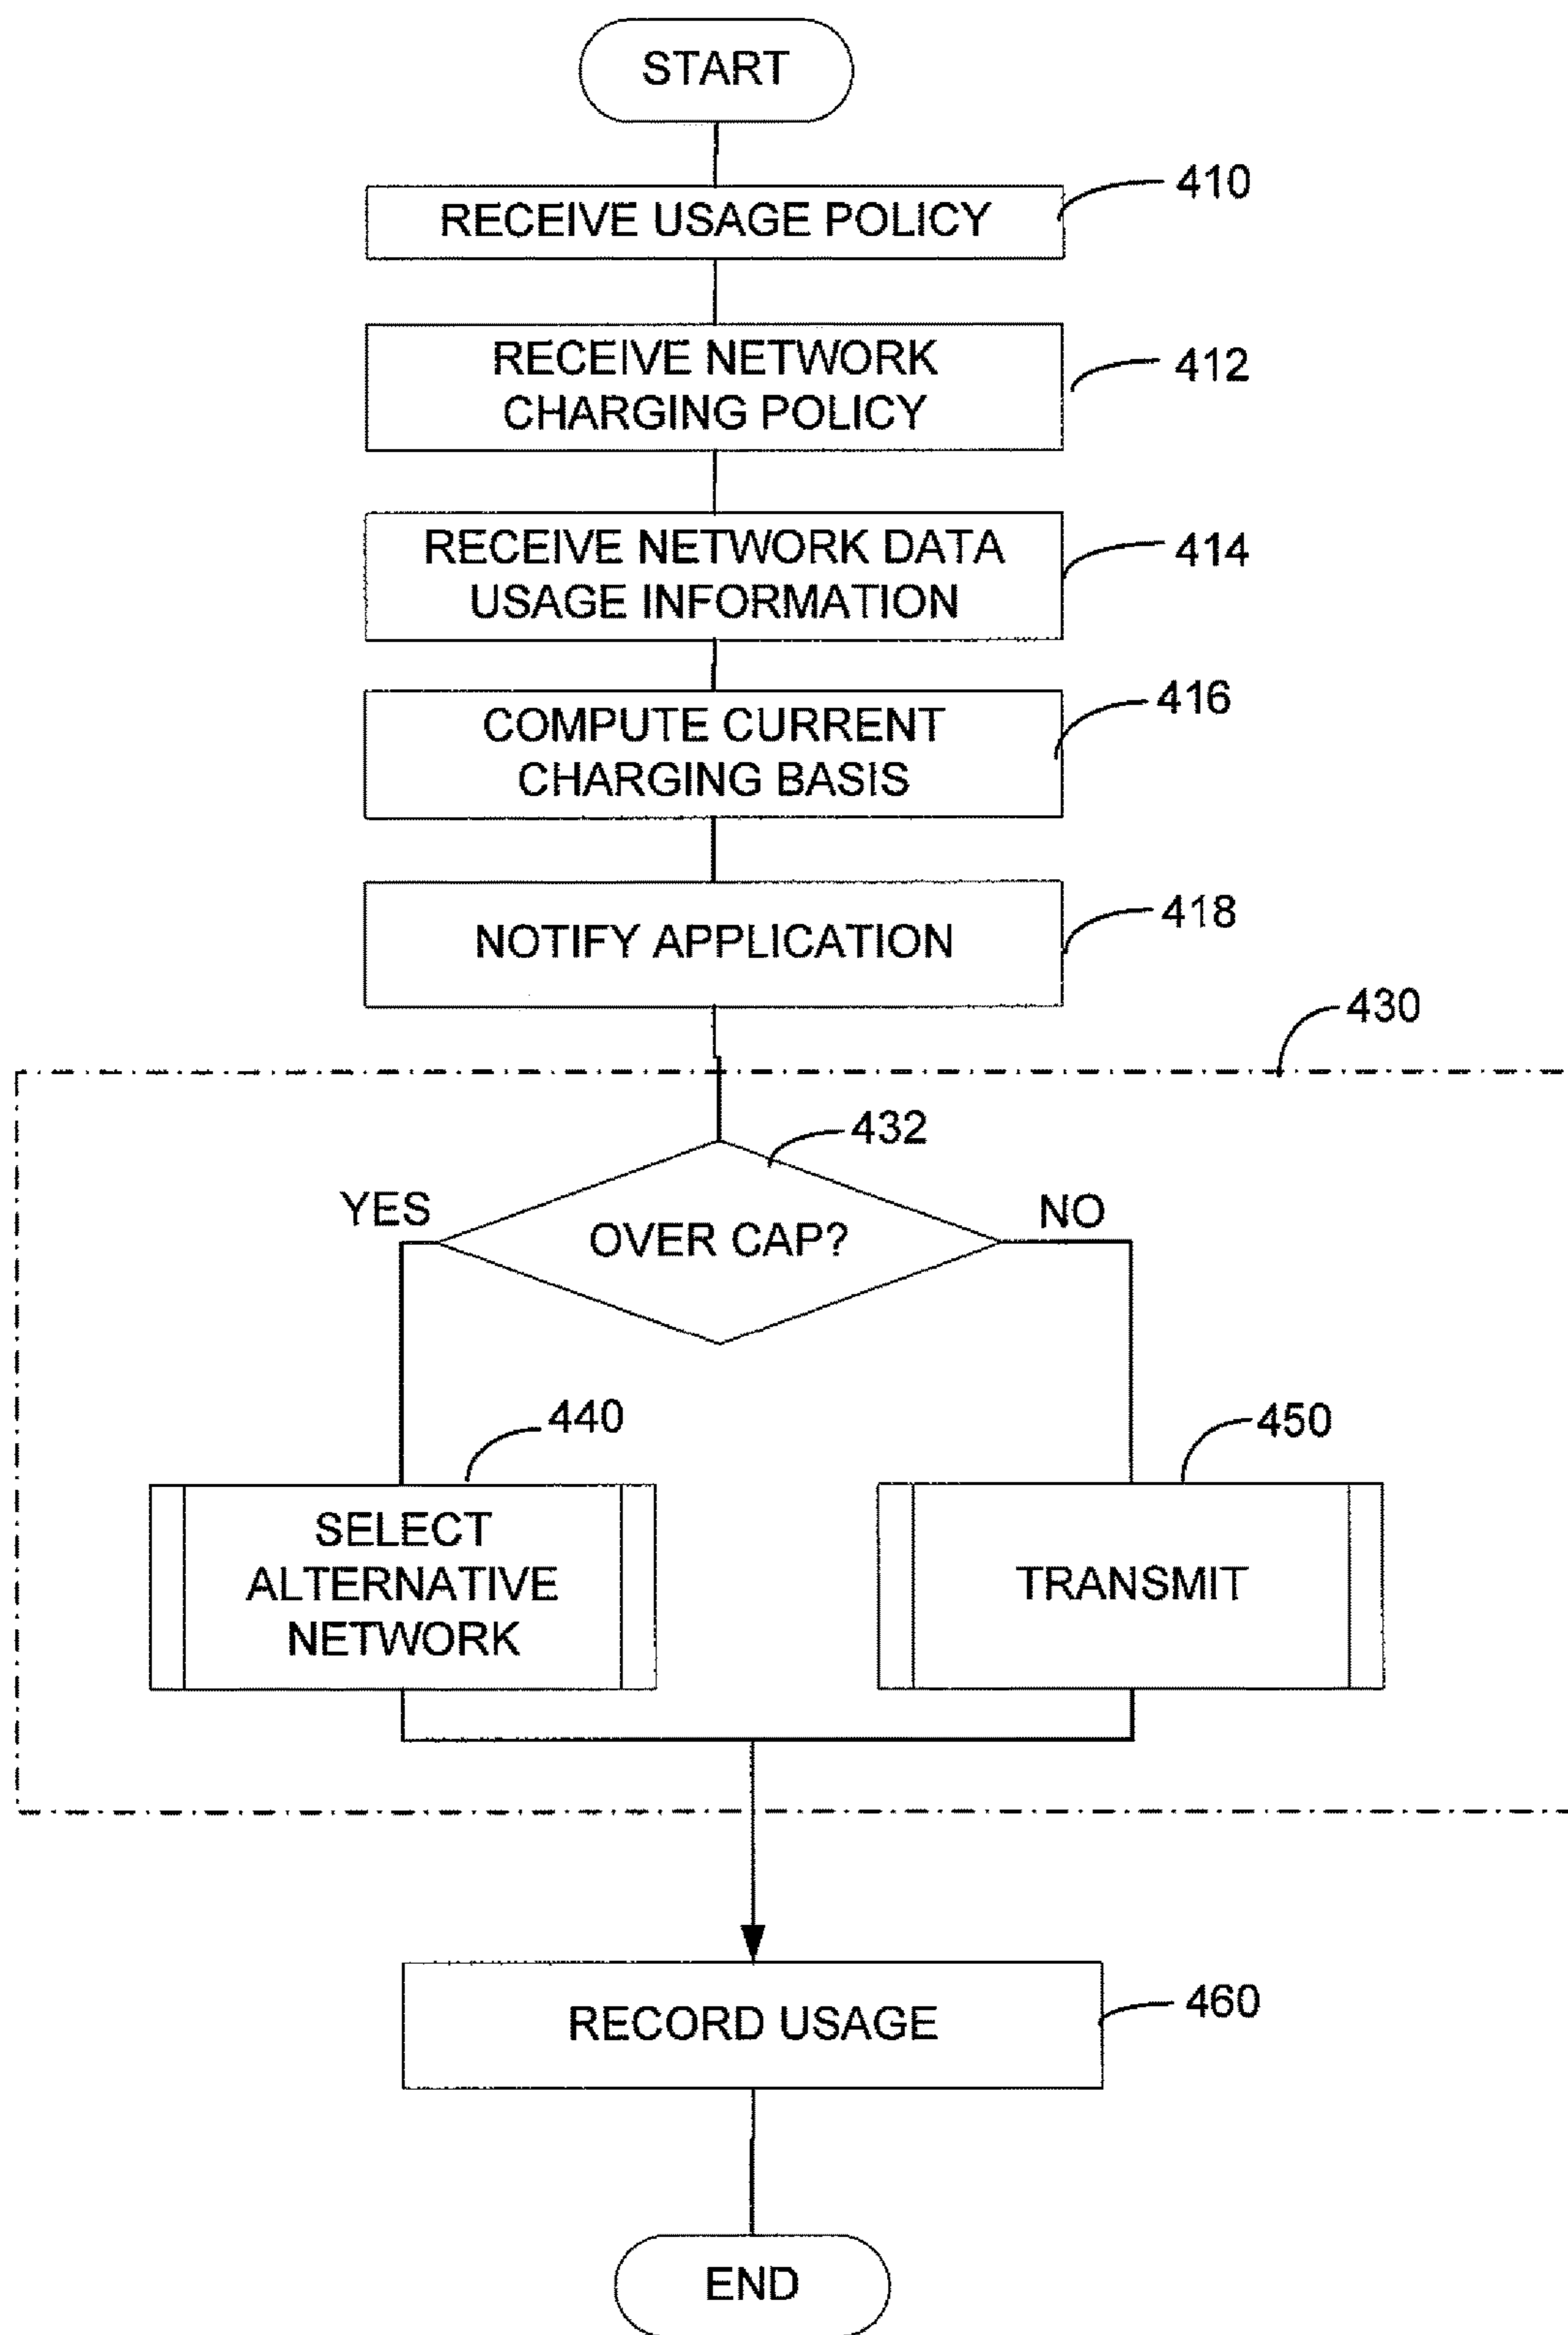 START
RECEIVE USAGE POLICY
410
RECEIVE NETWORK
CHARGING POLICY
412
RECEIVE NETWORK DATA
USAGE INFORMATION
414
COMPUTE CURRENT
CHARGING BASIS
416
NOTIFY APPLICATION
418
430
432
YES
OVER CAP?
NO
440
SELECT
ALTERNATIVE
NETWORK
450
TRANSMIT
RECORD USAGE
460
END